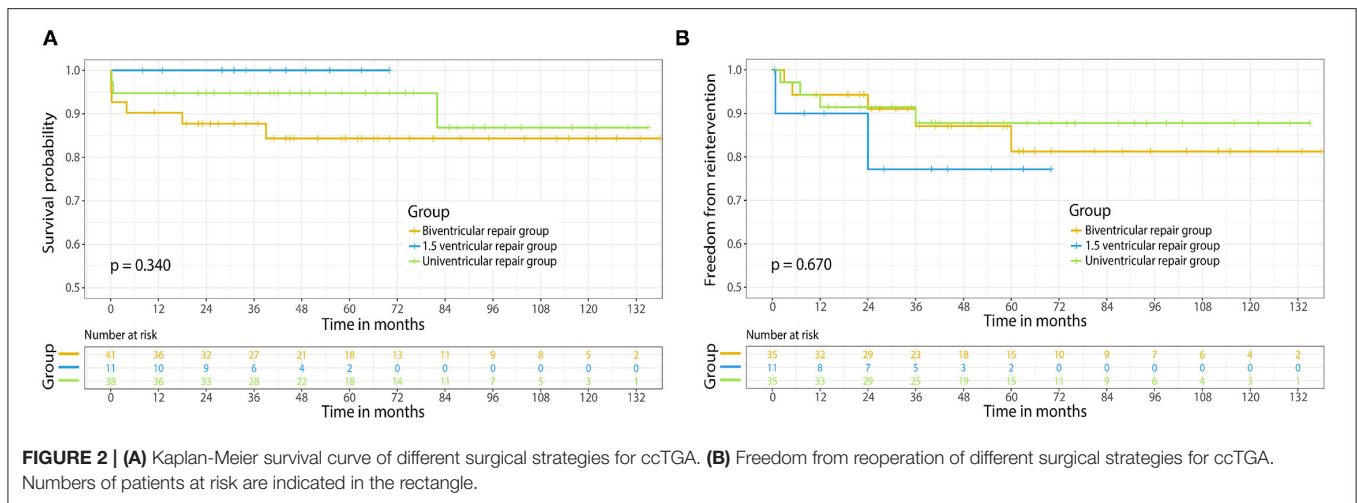 A
Survival probability
1.0
0.9
0.8
0.7
0.6
0.5
Group
Biventricular repair group
1.5 ventricular repair group
Univentricular repair group
p = 0.340
0 12 24 36 48 60 72 84 96 108 120 132
Time in months
Number at risk
Group
41 36 32 27 21 18 13 11 9 8 5 2
11 10 9 6 4 2 0 0 0 0 0 0
38 36 33 28 22 18 14 11 7 5 3 1
0 12 24 36 48 60 72 84 96 108 120 132
Time in months
B
Freedom from reintervention
1.0
0.9
0.8
0.7
0.6
0.5
Group
Biventricular repair group
1.5 ventricular repair group
Univentricular repair group
p = 0.670
0 12 24 36 48 60 72 84 96 108 120 132
Time in months
Number at risk
Group
35 32 29 23 18 15 10 9 7 6 4 2
11 8 7 5 3 2 0 0 0 0 0 0
35 33 29 25 19 15 11 9 6 4 3 1
0 12 24 36 48 60 72 84 96 108 120 132
Time in months
FIGURE 2 | (A) Kaplan-Meier survival curve of different surgical strategies for ccTGA. (B) Freedom from reoperation of different surgical strategies for ccTGA.
Numbers of patients at risk are indicated in the rectangle.